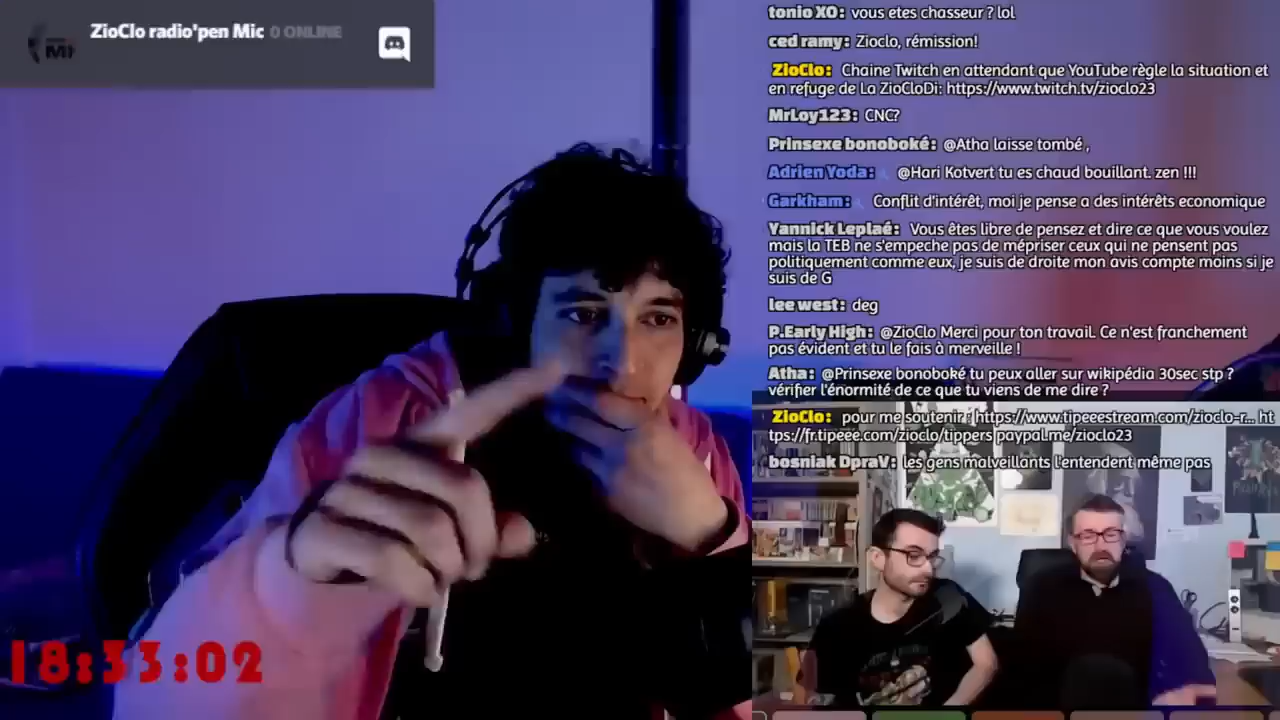 ZioClo radio'pen Mic 0 ONLINE
MI
tonio XO: vous etes chasseur ? lol
ced ramy: Zioclo, rémission!
ZioClo: Chaine Twitch en attendant que YouTube règle la situation et
en refuge de La ZioCloDi: https://www.twitch.tv/zioclo23
MrLoy123: CNC?
Prinsexe bonoboké: @Atha laisse tombé ,
Adrien Yoda: @Hari Kotvert tu es chaud bouillant. zen !!!
Garkham: Conflit d'intérêt, moi je pense a des intérêts economique
Yannick Leplaé: Vous êtes libre de pensez et dire ce que vous voulez
mais la TEB ne s'empeche pas de mépriser ceux qui ne pensent pas
politiquement comme eux, je suis de droite mon avis compte moins si je
suis de G
lee west: deg
P.Early High: @ZioClo Merci pour ton travail. Ce n'est franchement
pas évident et tu le fais à merveille !
Atha: @Prinsexe bonoboké tu peux aller sur wikipédia 30sec stp ?
vérifier l'énormité de ce que tu viens de me dire ?
ZioClo: pour me soutenir : https://www.tipeeestream.com/zioclo-r... ht
tps://fr.tipeee.com/zioclo/tippers paypal.me/zioclo23
bosniak DpraV: les gens malveillants l'entendent même pas
18:33:02